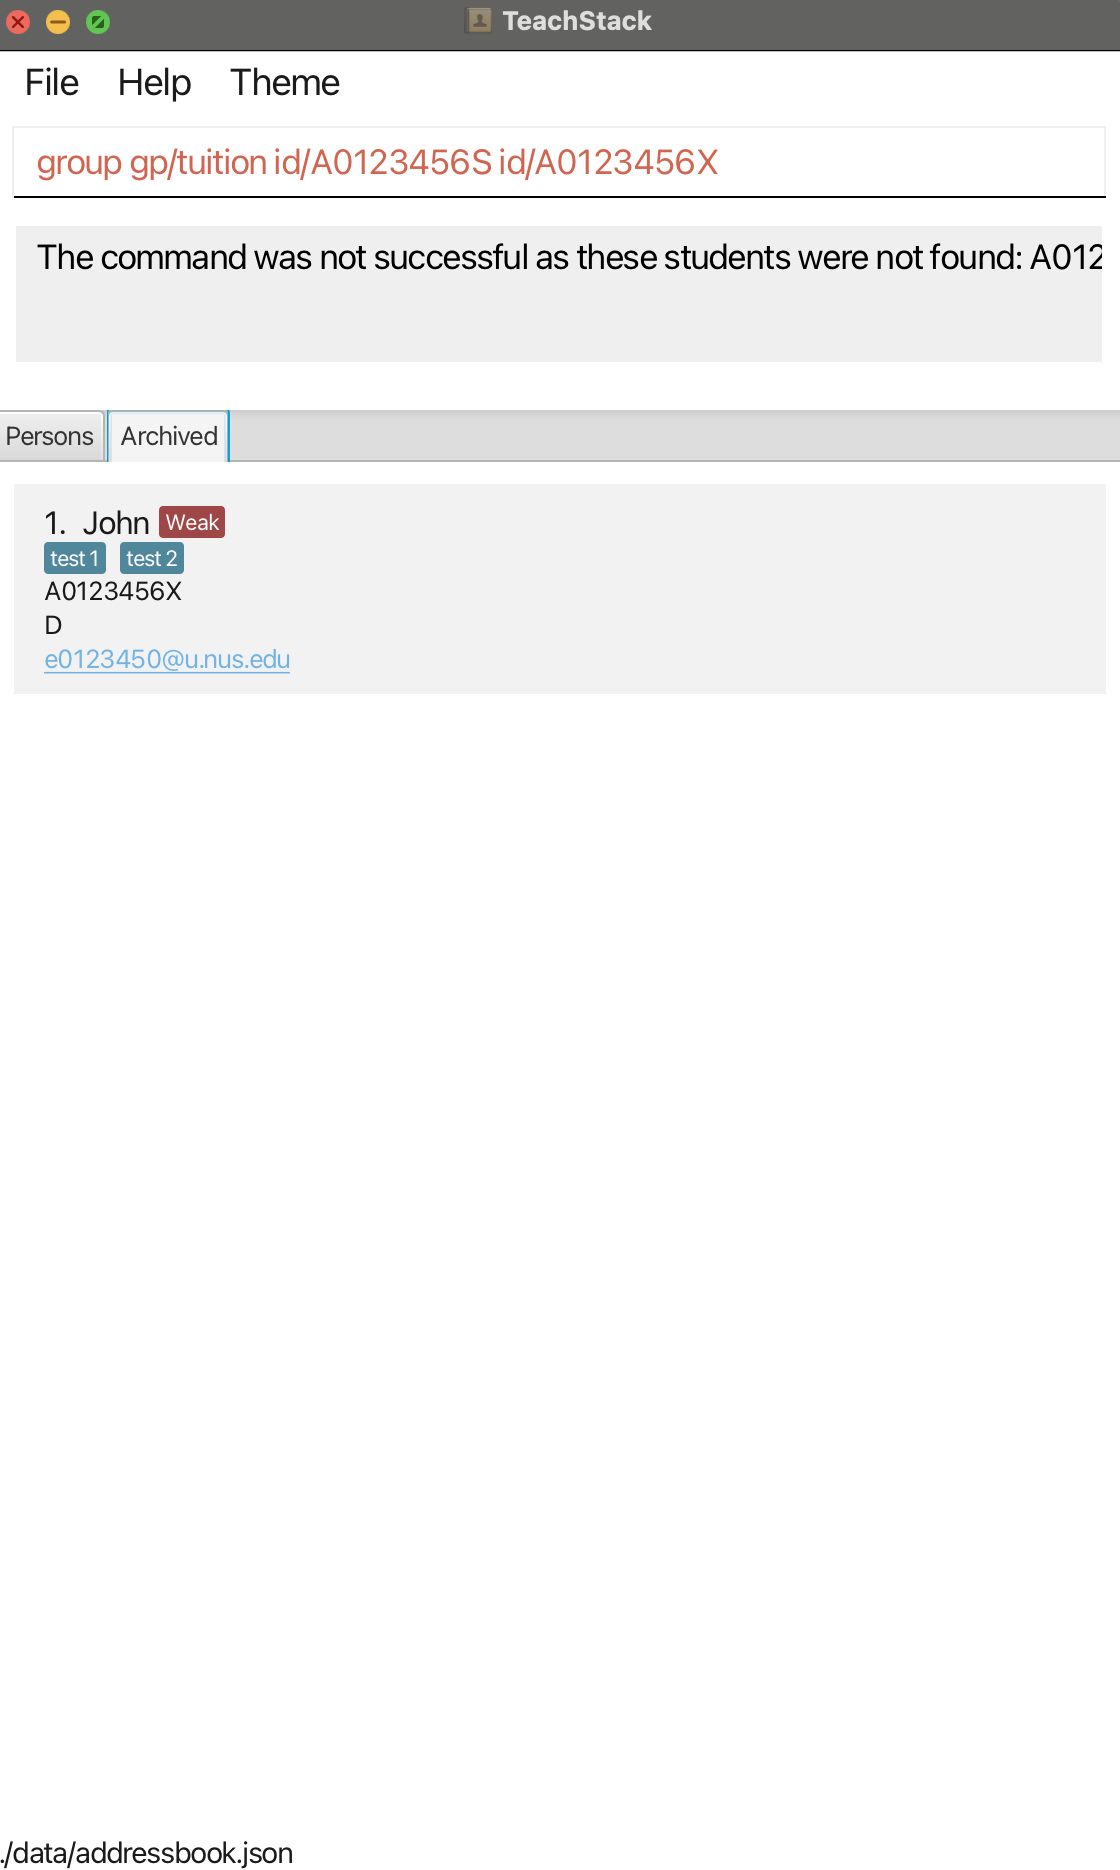 TeachStack
File Help Theme
group gp/tuition id/A0123456S id/A0123456X
The command was not successful as these students were not found: A012
Persons Archived
1. John Weak
test 1 test 2
A0123456X
D
e0123450@u.nus.edu
./data/addressbook.json